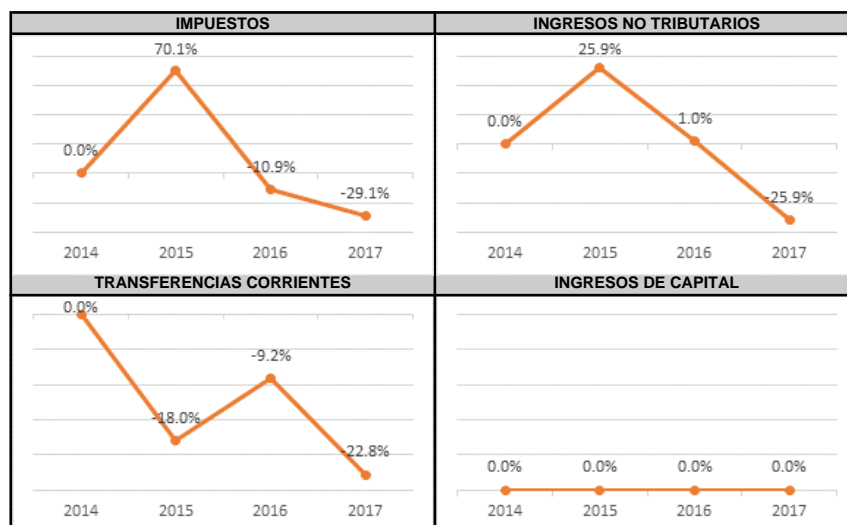 IMPUESTOS
70.1%
0.0%
-10.9%
-29.1%
2014 2015 2016 2017
INGRESOS NO TRIBUTARIOS
25.9%
0.0%
1.0%
-25.9%
2014 2015 2016 2017
TRANSFERENCIAS CORRIENTES
0.0%
-9.2%
-18.0%
-22.8%
2014 2015 2016 2017
INGRESOS DE CAPITAL
0.0% 0.0% 0.0% 0.0%
2014 2015 2016 2017